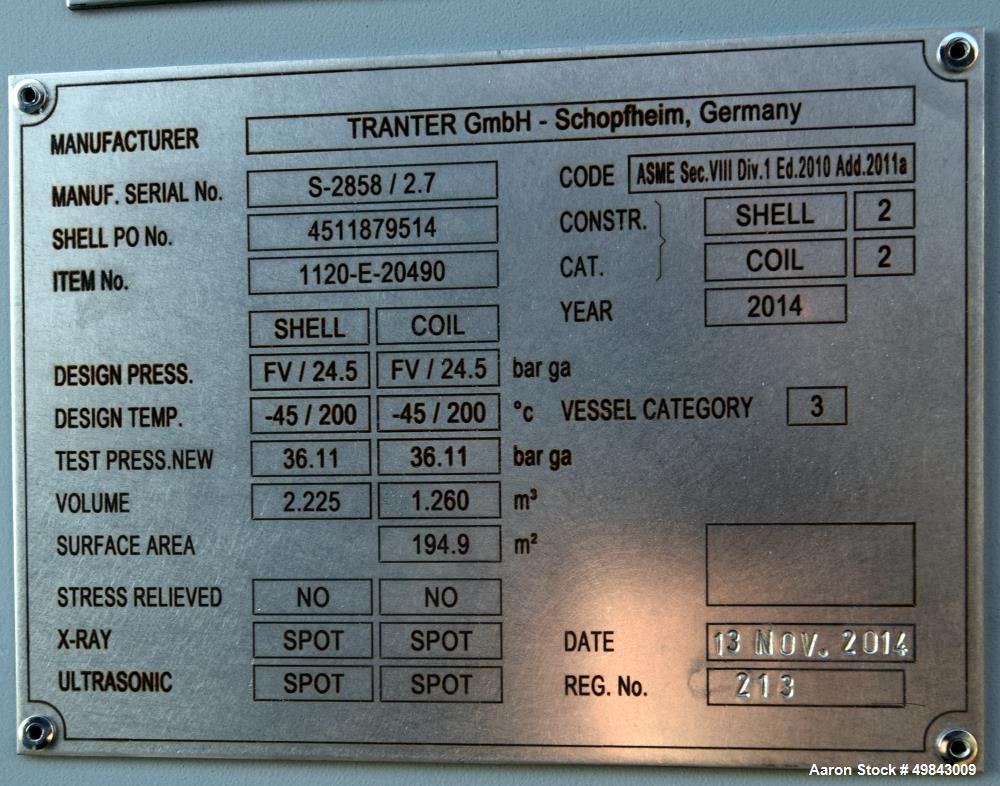 MANUFACTURER TRANTER GmbH - Schopfheim, Germany
MANUF. SERIAL No. S-2858 / 2.7 CODE ASME Sec.VIII Div.1 Ed.2010 Add.2011a
SHELL PO No. 4511879514 CONSTR. SHELL 2
ITEM No. 1120-E-20490 CAT. COIL 2
SHELL COIL YEAR 2014
DESIGN PRESS. FV / 24.5 FV / 24.5 bar ga
DESIGN TEMP. -45 / 200 -45 / 200 °c VESSEL CATEGORY 3
TEST PRESS.NEW 36.11 36.11 bar ga
VOLUME 2.225 1.260 m³
SURFACE AREA 194.9 m²
STRESS RELIEVED NO NO
X-RAY SPOT SPOT DATE 13 NOV. 2014
ULTRASONIC SPOT SPOT REG. No. 213
Aaron Stock # 49843009